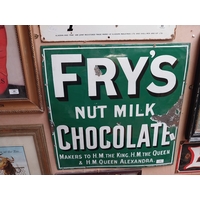 FRY'S
NUT MILK
CHOCOLATE
MAKERS TO H.M. THE KING, H.M. THE QUEEN
& H.M. QUEEN ALEXANDRA.